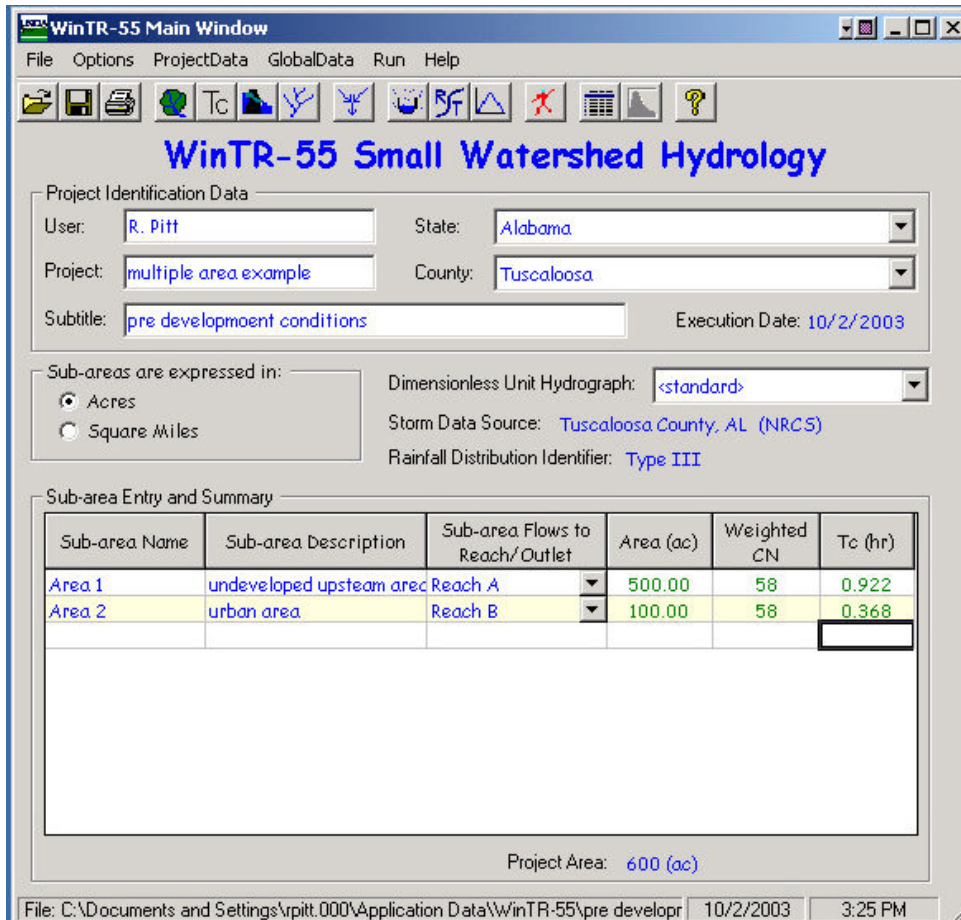 WinTR-55 Main Window
File Options ProjectData GlobalData Run Help
Tc
WinTR-55 Small Watershed Hydrology
Project Identification Data
User: R. Pitt State: Alabama
Project: multiple area example County: Tuscaloosa
Subtitle: pre developmoent conditions Execution Date: 10/2/2003
Sub-areas are expressed in:
Acres
Square Miles
Dimensionless Unit Hydrograph: <standard>
Storm Data Source: Tuscaloosa County, AL (NRCS)
Rainfall Distribution Identifier: Type III
Sub-area Entry and Summary
Sub-area Name Sub-area Description Sub-area Flows to Reach/Outlet Area (ac) Weighted CN Tc (hr)
Area 1 undeveloped upsteam area Reach A 500.00 58 0.922
Area 2 urban area Reach B 100.00 58 0.368
Project Area: 600 (ac)
File: C:\Documents and Settings\rpitt.000\Application Data\WinTR-55\pre developr 10/2/2003 3:25 PM